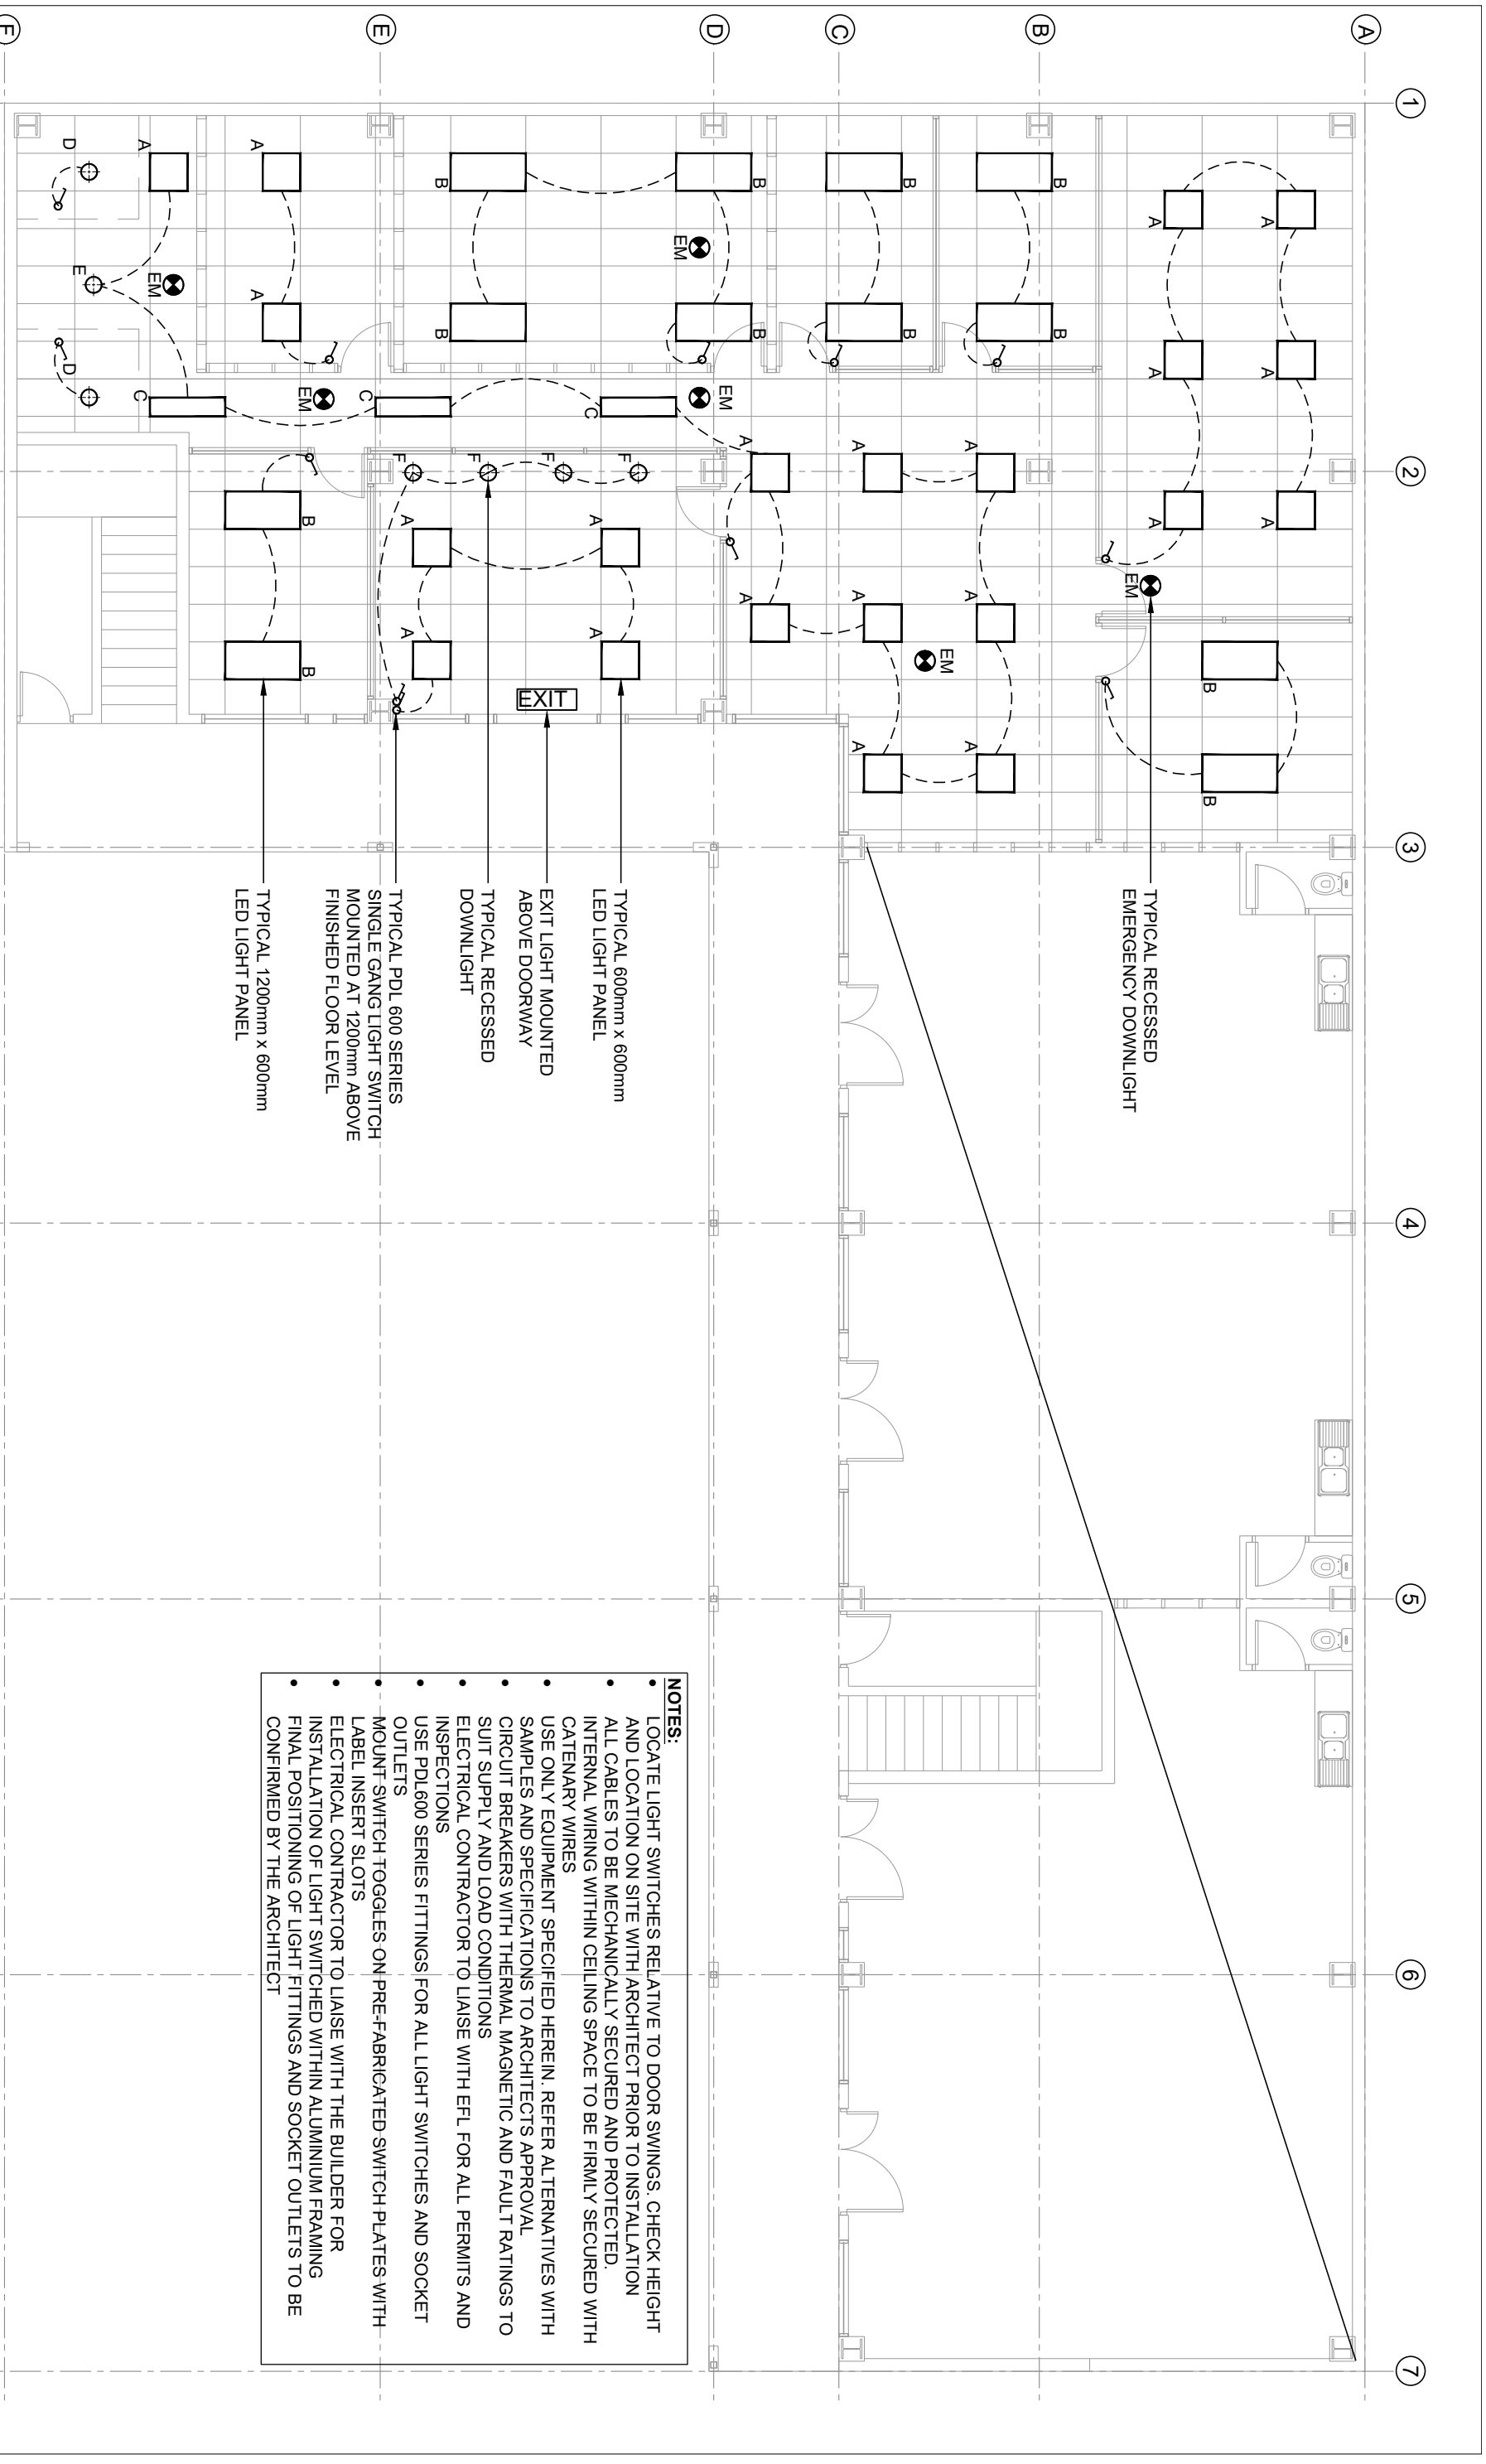 1
2
3
4
5
6
7
A
A
A
A
B
B
A
A
A
TYPICAL RECESSED
EMERGENCY DOWNLIGHT
EM
B
B
B
A
A
A
EM
B
B
A
A
A
C
B
B
A
A
EM
D
EM
F
F
F
F
A
A
TYPICAL 600mm x 600mm
LED LIGHT PANEL
C
EXIT
EXIT LIGHT MOUNTED
ABOVE DOORWAY
TYPICAL RECESSED
DOWNLIGHT
B
B
A
A
TYPICAL PDL 600 SERIES
SINGLE GANG LIGHT SWITCH
MOUNTED AT 1200mm ABOVE
FINISHED FLOOR LEVEL
E
C
EM
B
B
TYPICAL 1200mm x 600mm
LED LIGHT PANEL
A
A
EM
A
C
E
D
D
F
NOTES:
• LOCATE LIGHT SWITCHES RELATIVE TO DOOR SWINGS. CHECK HEIGHT
AND LOCATION ON SITE WITH ARCHITECT PRIOR TO INSTALLATION
• ALL CABLES TO BE MECHANICALLY SECURED AND PROTECTED.
INTERNAL WIRING WITHIN CEILING SPACE TO BE FIRMLY SECURED WITH
CATENARY WIRES
• USE ONLY EQUIPMENT SPECIFIED HEREIN. REFER ALTERNATIVES WITH
SAMPLES AND SPECIFICATIONS TO ARCHITECTS APPROVAL
• CIRCUIT BREAKERS WITH THERMAL MAGNETIC AND FAULT RATINGS TO
SUIT SUPPLY AND LOAD CONDITIONS
• ELECTRICAL CONTRACTOR TO LIAISE WITH EFL FOR ALL PERMITS AND
INSPECTIONS
• USE PDL600 SERIES FITTINGS FOR ALL LIGHT SWITCHES AND SOCKET
OUTLETS
• MOUNT SWITCH TOGGLES ON PRE-FABRICATED SWITCH PLATES WITH
LABEL INSERT SLOTS
• ELECTRICAL CONTRACTOR TO LIAISE WITH THE BUILDER FOR
INSTALLATION OF LIGHT SWITCHED WITHIN ALUMINIUM FRAMING
• FINAL POSITIONING OF LIGHT FITTINGS AND SOCKET OUTLETS TO BE
CONFIRMED BY THE ARCHITECT